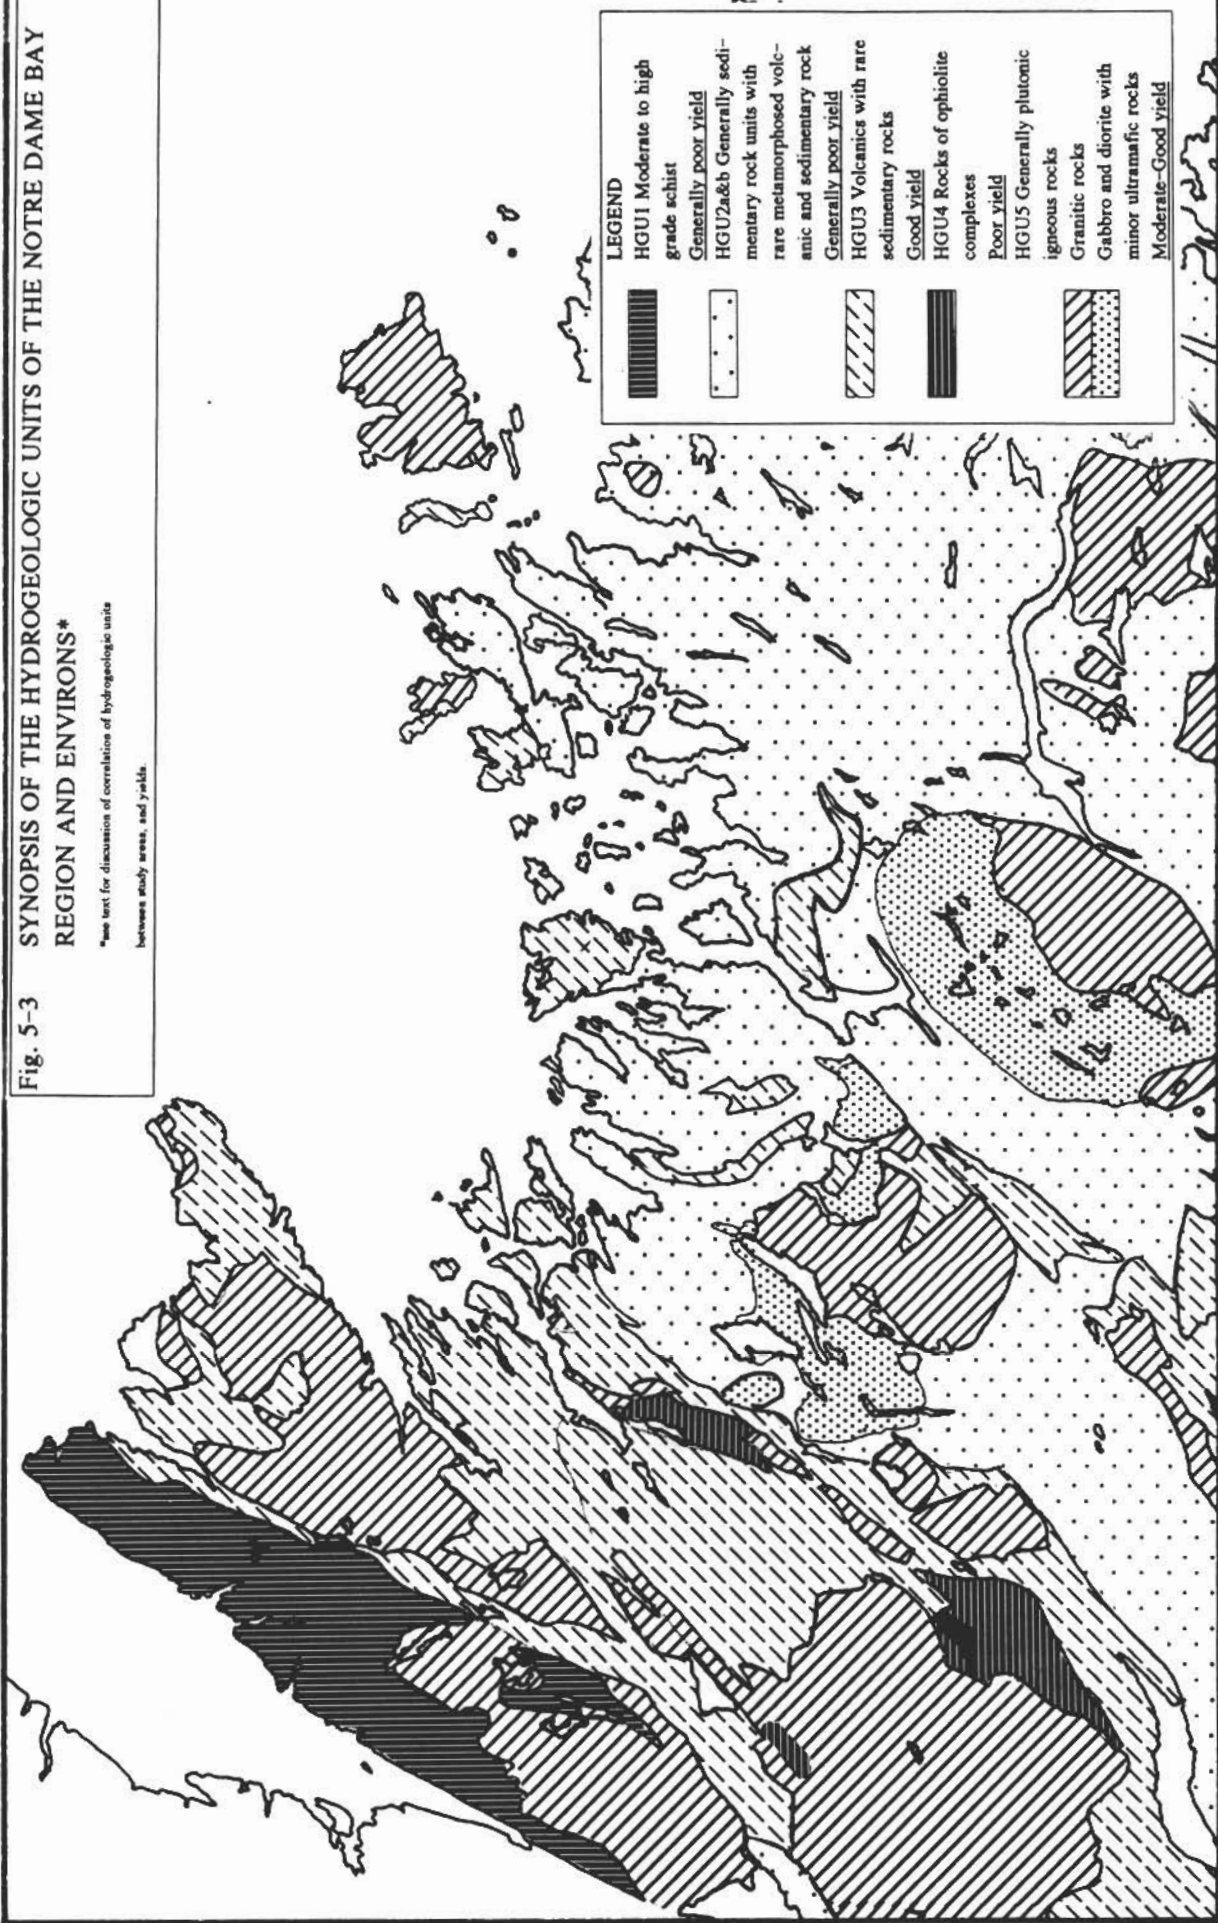 Fig. 5-3 SYNOPSIS OF THE HYDROGEOLOGIC UNITS OF THE NOTRE DAME BAY
REGION AND ENVIRONS*
*see text for discussion of correlation of hydrogeologic units
between study areas, and yields.
LEGEND
HGU1 Moderate to high
grade schist
Generally poor yield
HGU2a&b Generally sedi-
mentary rock units with
rare metamorphosed volc-
anic and sedimentary rock
Generally poor yield
HGU3 Volcanics with rare
sedimentary rocks
Good yield
HGU4 Rocks of ophiolite
complexes
Poor yield
HGU5 Generally plutonic
igneous rocks
Granitic rocks
Gabbro and diorite with
minor ultramafic rocks
Moderate-Good yield